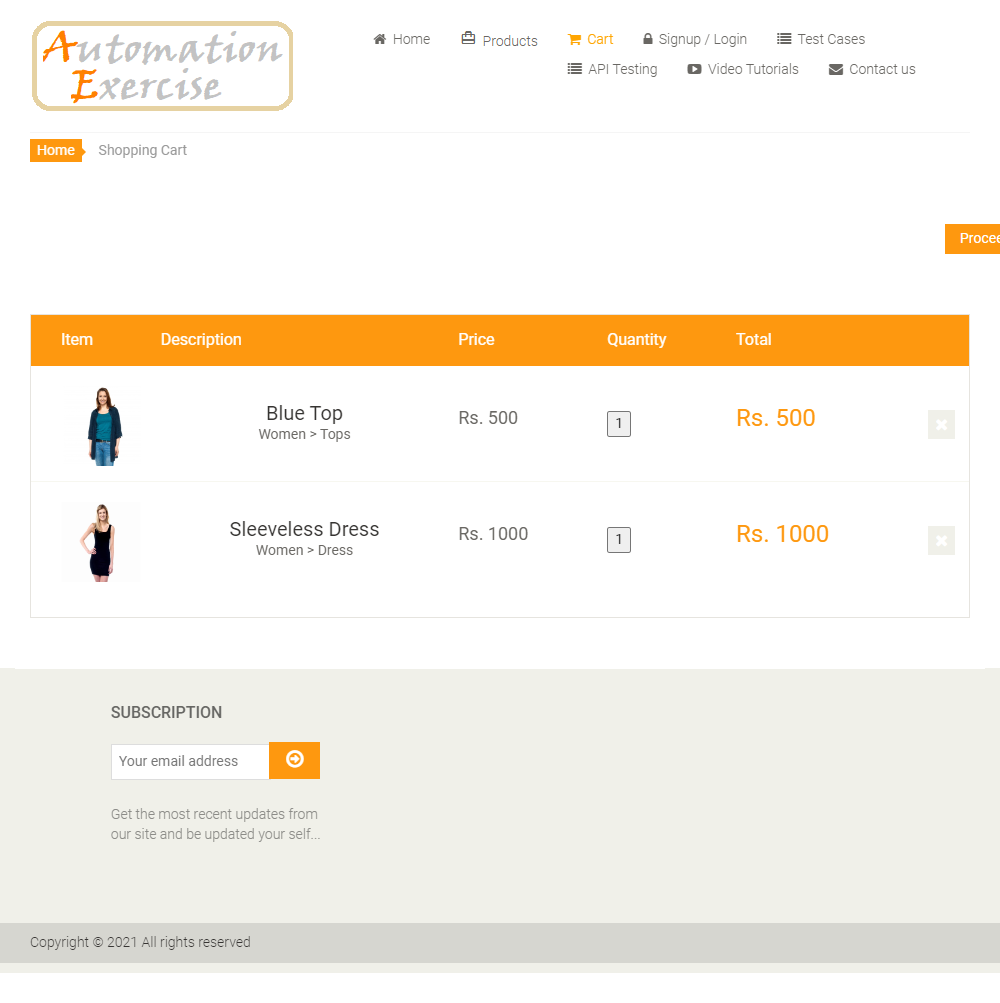 Automation
Exercise
Home Products Cart Signup / Login Test Cases
API Testing Video Tutorials Contact us
Home Shopping Cart
Procee
Item Description Price Quantity Total
Blue Top
Women > Tops
Rs. 500 1 Rs. 500
Sleeveless Dress
Women > Dress
Rs. 1000 1 Rs. 1000
SUBSCRIPTION
Your email address
Get the most recent updates from
our site and be updated your self...
Copyright © 2021 All rights reserved